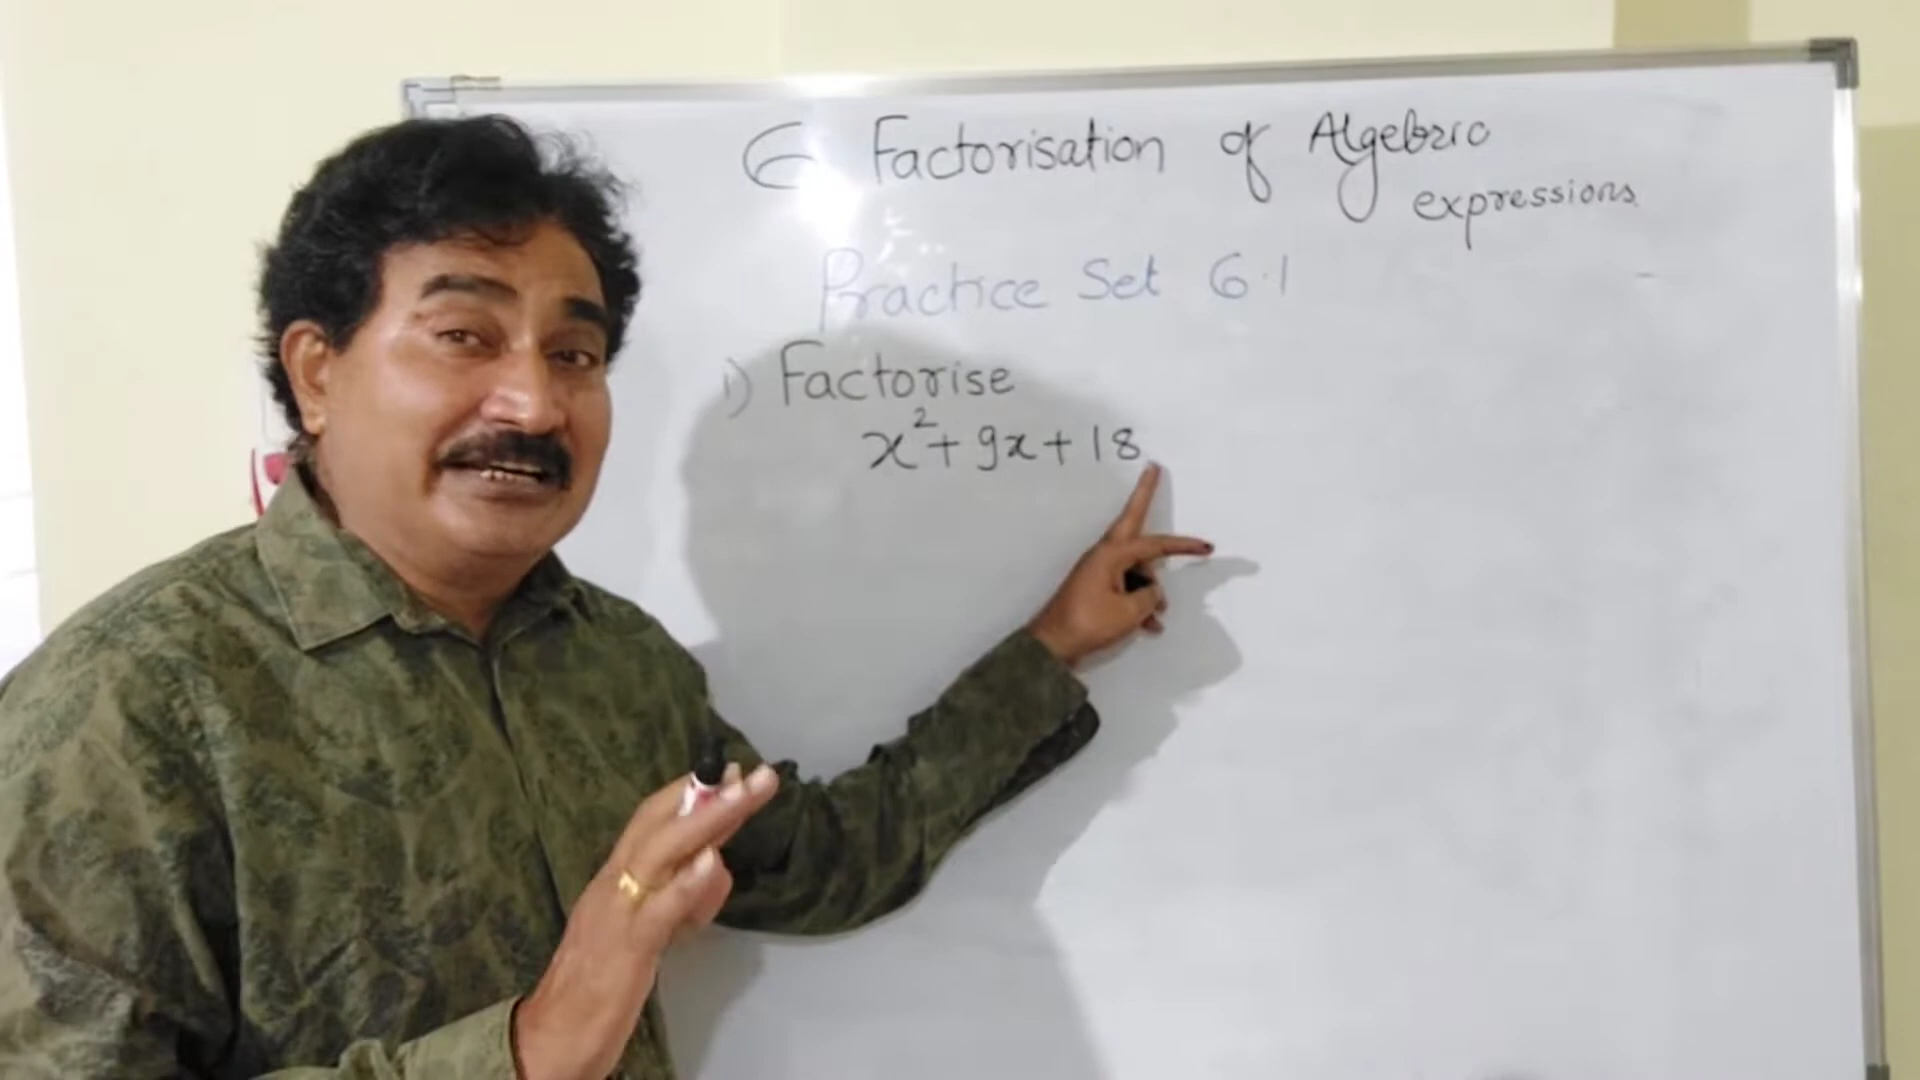 6 Factorisation of Algebric
expressions
Practice Set 6.1
1) Factorise
x²+9x+18